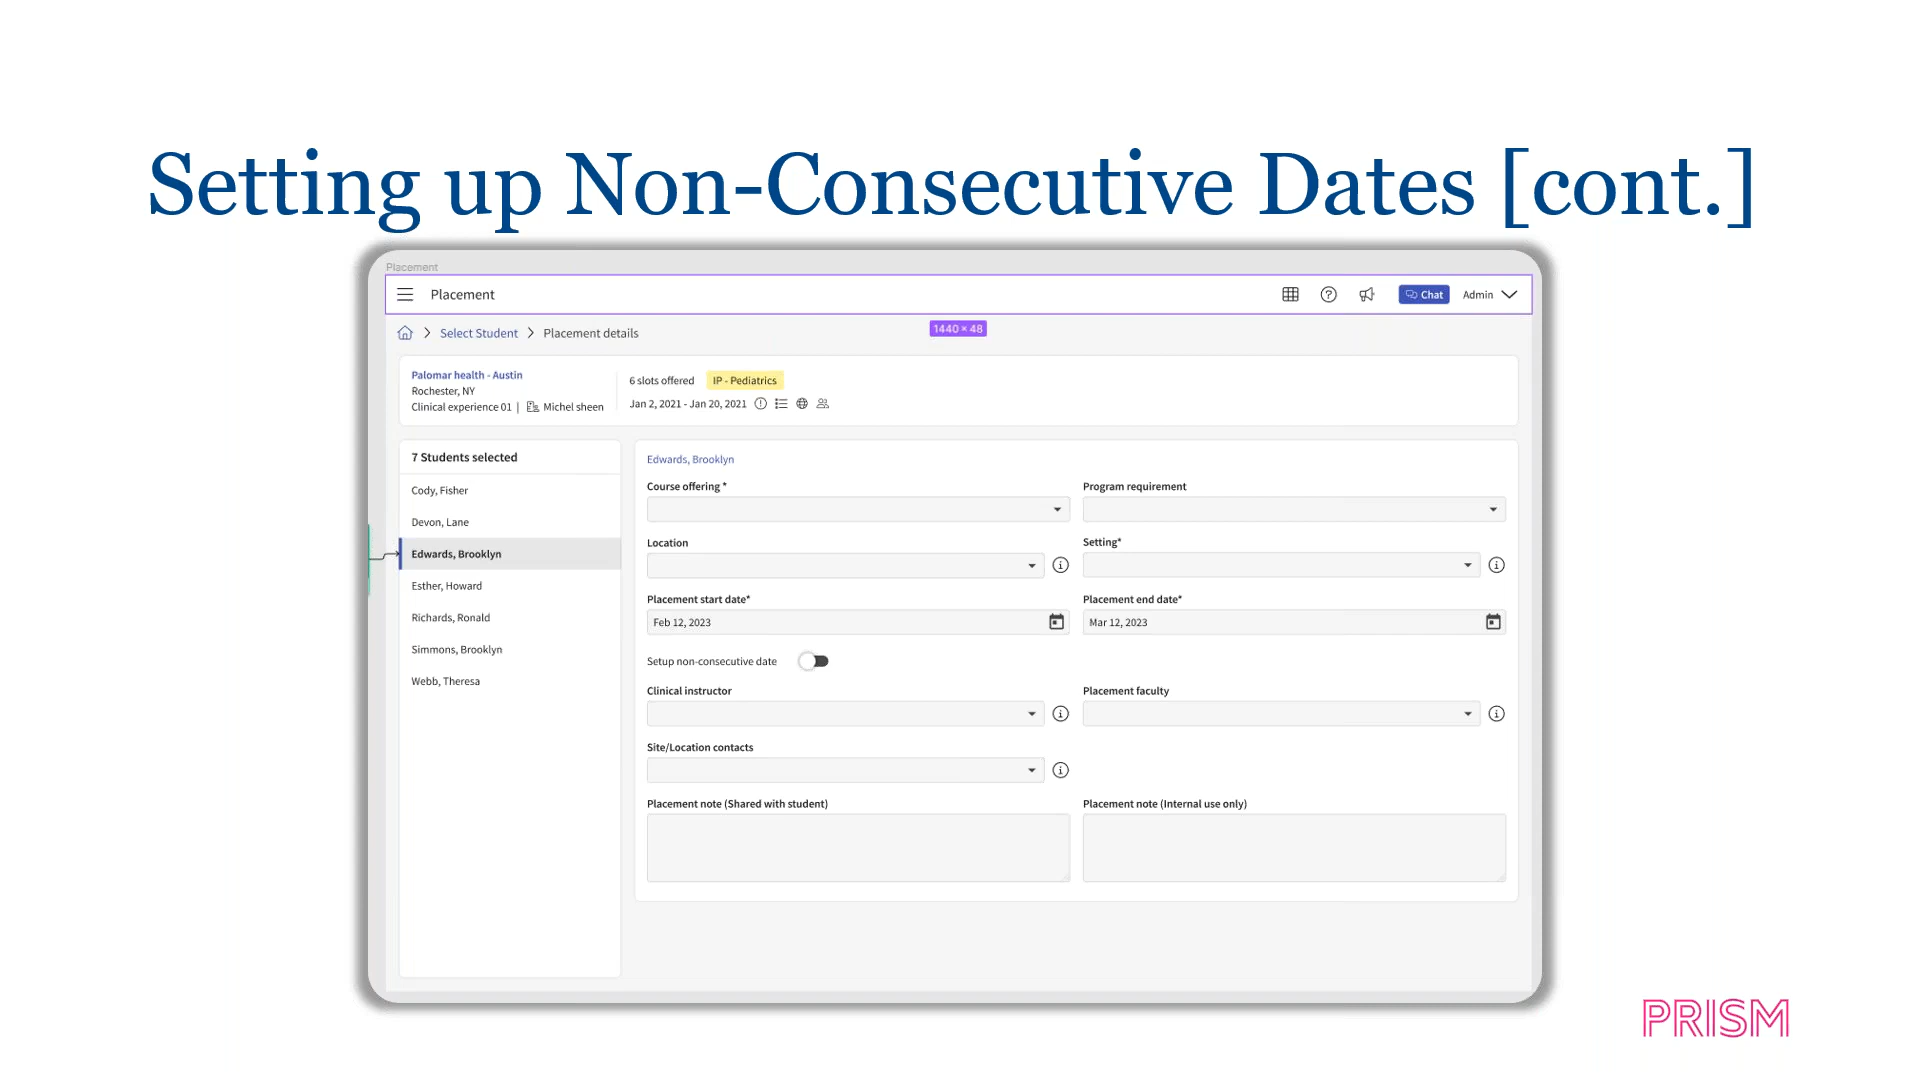 Setting up Non-Consecutive Dates [cont.]
Placement
Placement
Chat
Admin
Select Student
Placement details
1440 × 48
Palomar health - Austin
Rochester, NY
Clinical experience 01 | Michel sheen
6 slots offered
IP - Pediatrics
Jan 2, 2021 - Jan 20, 2021
7 Students selected
Cody, Fisher
Devon, Lane
Edwards, Brooklyn
Esther, Howard
Richards, Ronald
Simmons, Brooklyn
Webb, Theresa
Edwards, Brooklyn
Course offering *
Program requirement
Location
Setting*
Placement start date*
Placement end date*
Feb 12, 2023
Mar 12, 2023
Setup non-consecutive date
Clinical instructor
Placement faculty
Site/Location contacts
Placement note (Shared with student)
Placement note (Internal use only)
PRISM